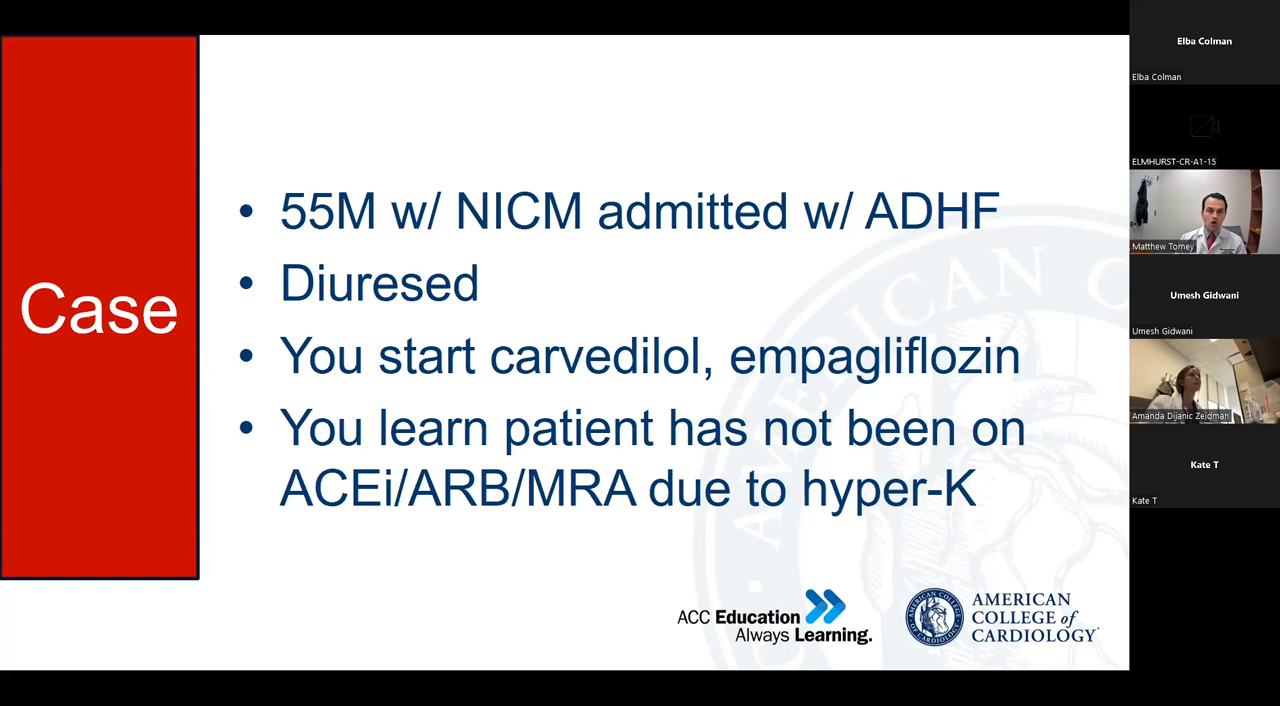 Case
• 55M w/ NICM admitted w/ ADHF
• Diuresed
• You start carvedilol, empagliflozin
• You learn patient has not been on
ACEi/ARB/MRA due to hyper-K
ACC Education
Always Learning.
AMERICAN
COLLEGE of
CARDIOLOGY
AMERICAN C
Elba Colman
Elba Colman
ELMHURST-CR-A1-15
Matthew Tomey
Umesh Gidwani
Umesh Gidwani
Amanda Dijanic Zeidman
Kate T
Kate T